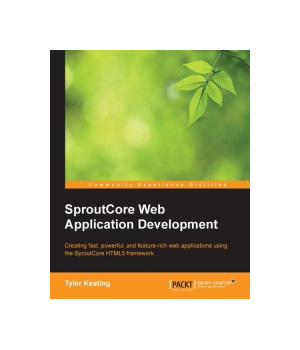 Community Experience Distilled
SproutCore Web
Application Development
Creating fast, powerful, and feature-rich web applications using
the SproutCore HTML5 framework
Tyler Keating
PACKT
open source